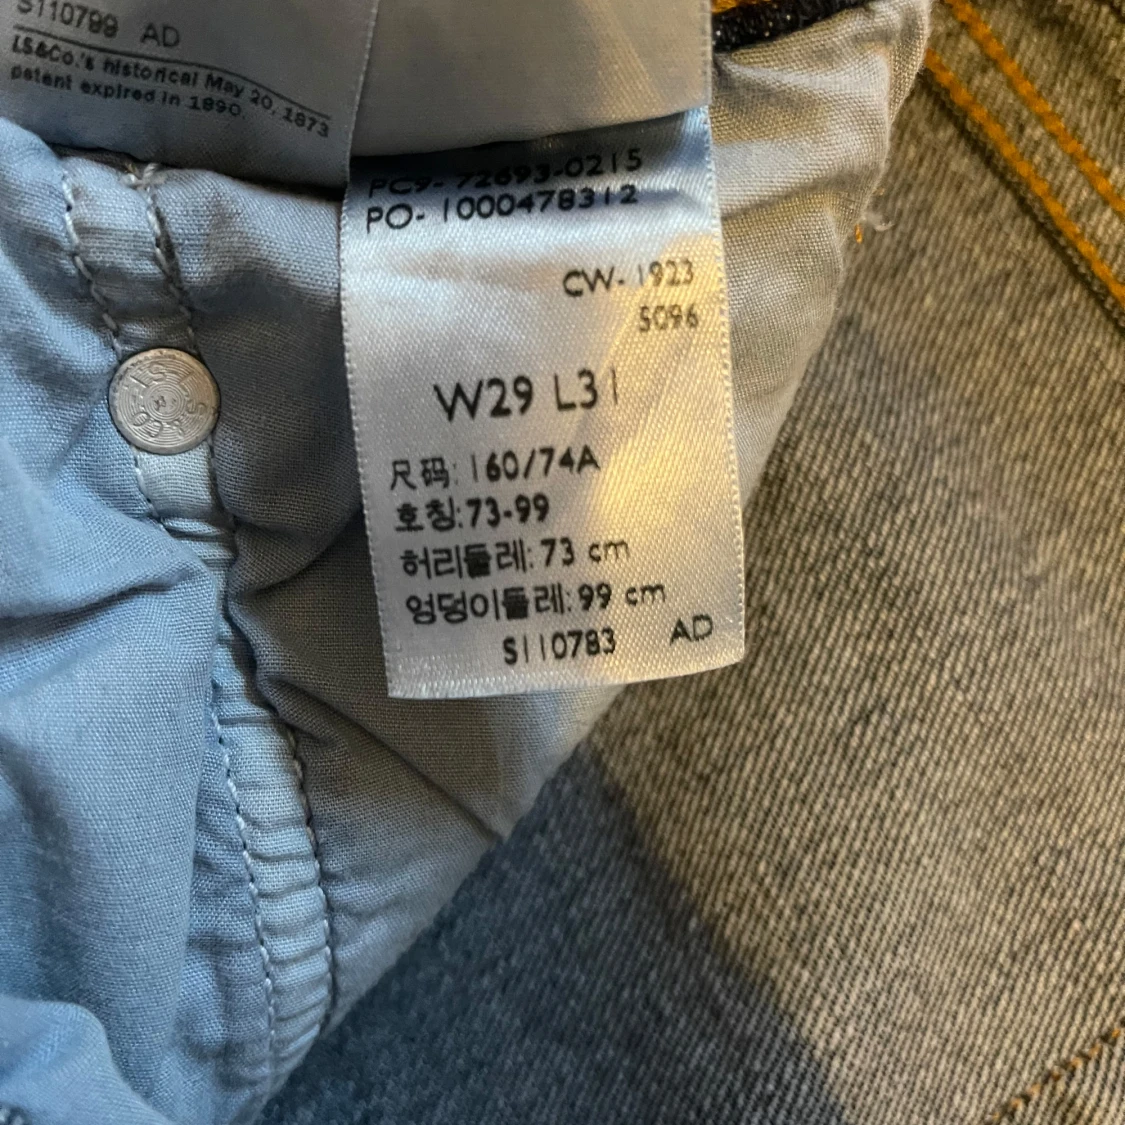 S110799 AD
LS&Co.'s historical May 20, 1873
patent expired in 1890.
PC9- 72693-0215
PO- 1000478312
CW- 1923
5096
W29 L31
尺码: 160/74A
호칭: 73-99
허리둘레: 73 cm
엉덩이둘레: 99 cm
S110783 AD